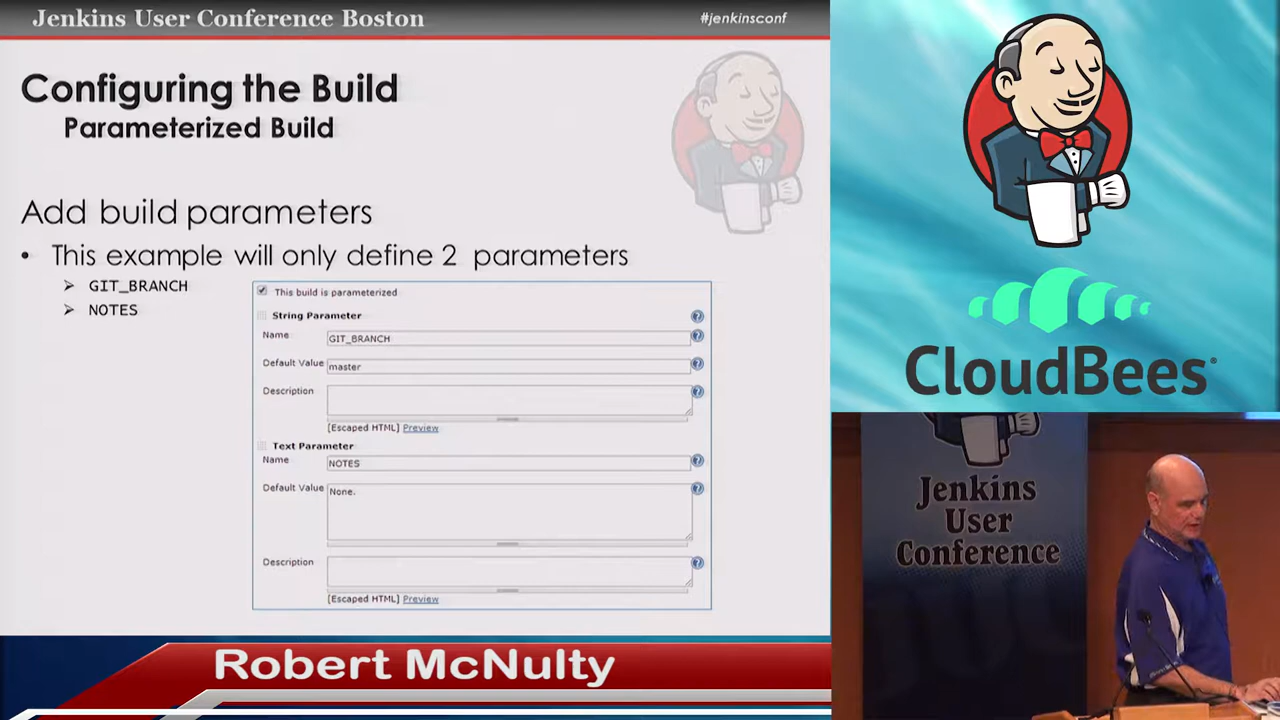 Jenkins User Conference Boston
#jenkinsconf
Configuring the Build
Parameterized Build
Add build parameters
• This example will only define 2 parameters
➢ GIT_BRANCH
➢ NOTES
This build is parameterized
String Parameter
Name GIT_BRANCH
Default Value master
Description
[Escaped HTML] Preview
Text Parameter
Name NOTES
Default Value None.
Description
[Escaped HTML] Preview
Robert McNulty
CloudBees
Jenkins
User
Conference